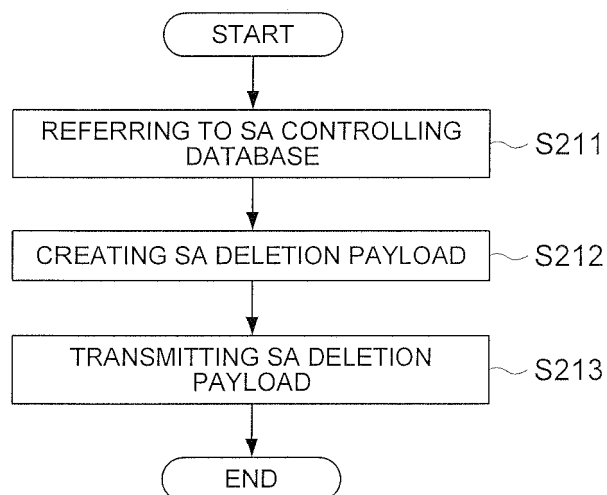 START
REFERRING TO SA CONTROLLING
DATABASE
S211
CREATING SA DELETION PAYLOAD
S212
TRANSMITTING SA DELETION
PAYLOAD
S213
END